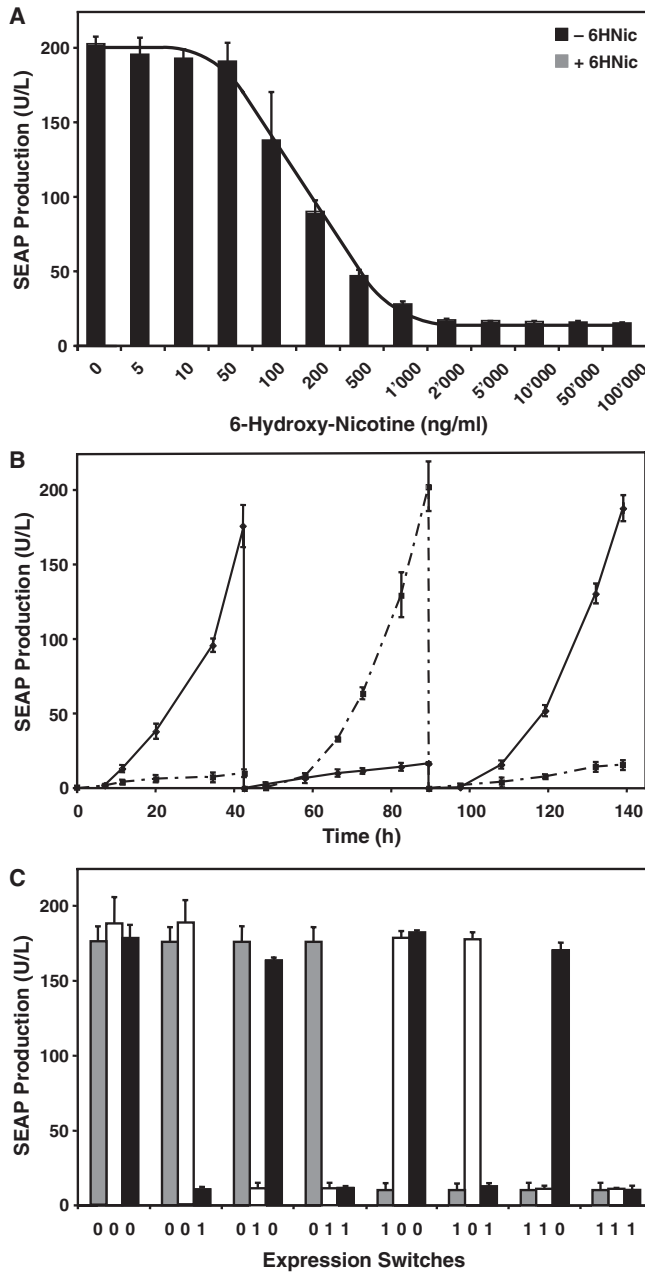 A
SEAP Production (U/L)
200
150
100
50
0
– 6HNic
+ 6HNic
0 5 10 50 100 200 500 1'000 2'000 5'000 10'000 50'000 100'000
6-Hydroxy-Nicotine (ng/ml)
B
SEAP Production (U/L)
200
150
100
50
0
0 20 40 60 80 100 120 140
Time (h)
C
SEAP Production (U/L)
200
150
100
50
0
0 0 0 0 0 1 0 1 0 0 1 1 1 0 0 1 0 1 1 1 0 1 1 1
Expression Switches